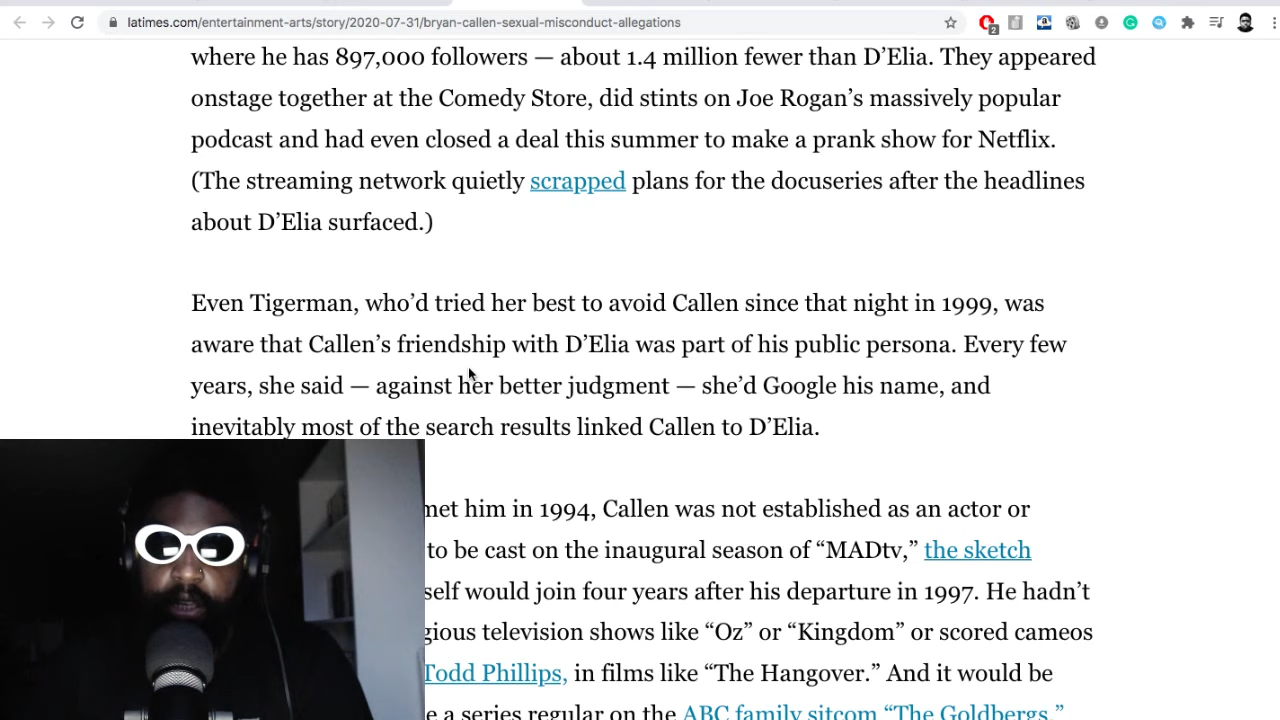 latimes.com/entertainment-arts/story/2020-07-31/bryan-callen-sexual-misconduct-allegations
2
where he has 897,000 followers — about 1.4 million fewer than D’Elia. They appeared
onstage together at the Comedy Store, did stints on Joe Rogan’s massively popular
podcast and had even closed a deal this summer to make a prank show for Netflix.
(The streaming network quietly scrapped plans for the docuseries after the headlines
about D’Elia surfaced.)
Even Tigerman, who’d tried her best to avoid Callen since that night in 1999, was
aware that Callen’s friendship with D’Elia was part of his public persona. Every few
years, she said — against her better judgment — she’d Google his name, and
inevitably most of the search results linked Callen to D’Elia.
met him in 1994, Callen was not established as an actor or
to be cast on the inaugural season of “MADtv,” the sketch
self would join four years after his departure in 1997. He hadn’t
gious television shows like “Oz” or “Kingdom” or scored cameos
Todd Phillips, in films like “The Hangover.” And it would be
e a series regular on the ABC family sitcom “The Goldbergs.”